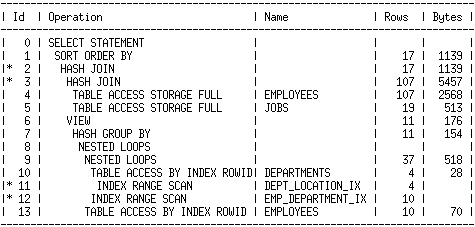 | Id | Operation | Name | Rows | Bytes |
| 0 | SELECT STATEMENT | | | |
| 1 | SORT ORDER BY | | 17 | 1139 |
|* 2 | HASH JOIN | | 17 | 1139 |
|* 3 | HASH JOIN | | 107 | 5457 |
| 4 | TABLE ACCESS STORAGE FULL | EMPLOYEES | 107 | 2568 |
| 5 | TABLE ACCESS STORAGE FULL | JOBS | 19 | 513 |
| 6 | VIEW | | 11 | 176 |
| 7 | HASH GROUP BY | | 11 | 154 |
| 8 | NESTED LOOPS | | | |
| 9 | NESTED LOOPS | | 37 | 518 |
| 10 | TABLE ACCESS BY INDEX ROWID| DEPARTMENTS | 4 | 28 |
|* 11 | INDEX RANGE SCAN | DEPT_LOCATION_IX | 4 | |
|* 12 | INDEX RANGE SCAN | EMP_DEPARTMENT_IX | 10 | |
| 13 | TABLE ACCESS BY INDEX ROWID | EMPLOYEES | 10 | 70 |